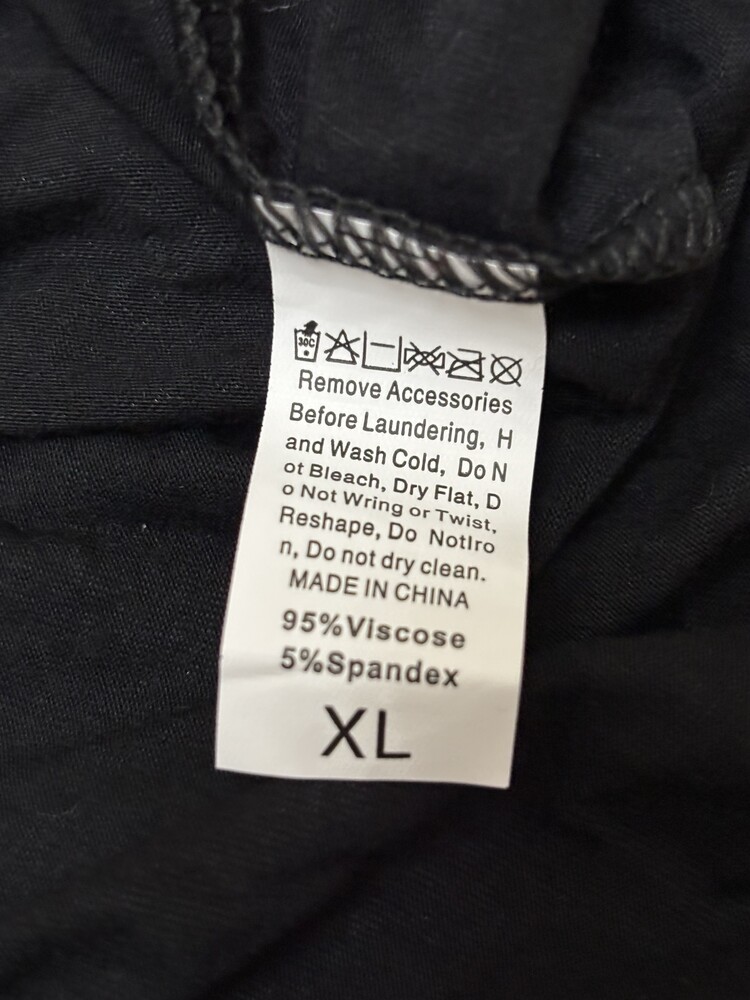 30C
Remove Accessories
Before Laundering, H
and Wash Cold, Do N
ot Bleach, Dry Flat, D
o Not Wring or Twist,
Reshape, Do NotIro
n, Do not dry clean.
MADE IN CHINA
95%Viscose
5%Spandex
XL